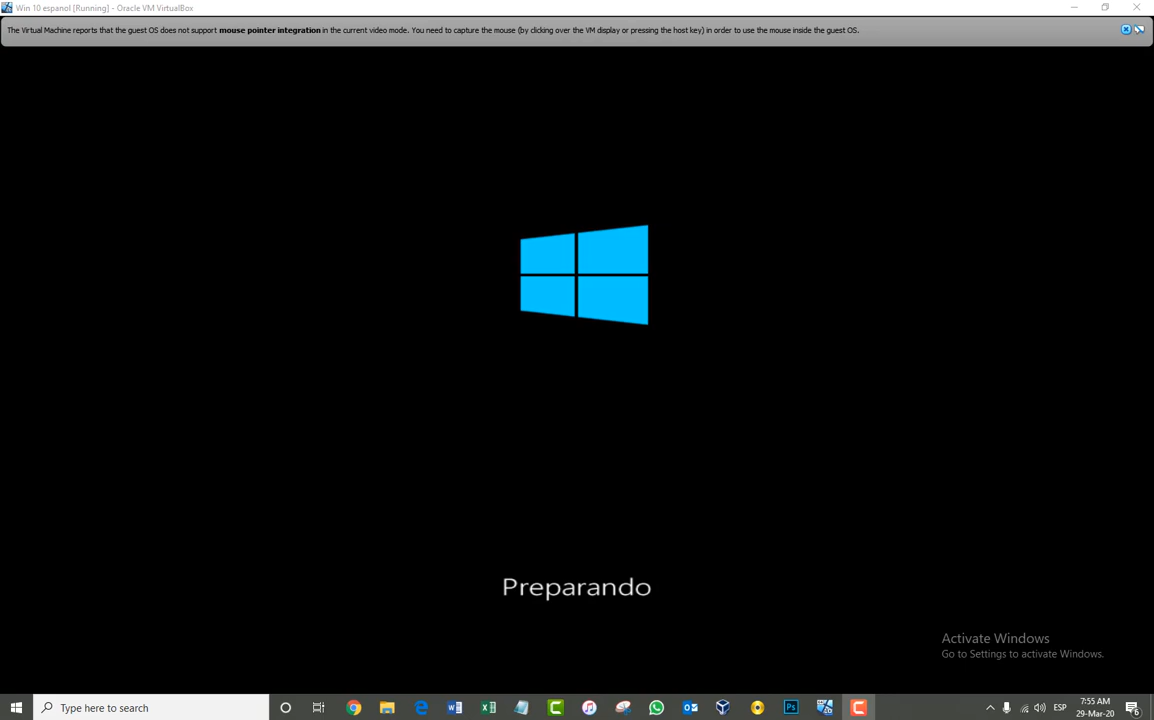 Win 10 espanol [Running] - Oracle VM VirtualBox
The Virtual Machine reports that the guest OS does not support mouse pointer integration in the current video mode. You need to capture the mouse (by clicking over the VM display or pressing the host key) in order to use the mouse inside the guest OS.
Preparando
Activate Windows
Go to Settings to activate Windows.
Type here to search
Ps
ESP
7:55 AM
29-Mar-20
6